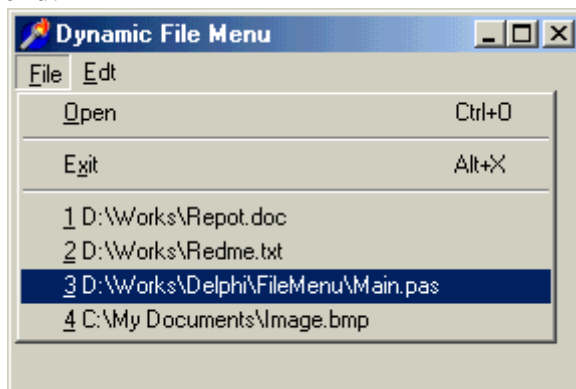 Dynamic File Menu
File Edt
Open Ctrl+O
Exit Alt+X
1 D:\Works\Repot.doc
2 D:\Works\Redme.txt
3 D:\Works\Delphi\FileMenu\Main.pas
4 C:\My Documents\Image.bmp